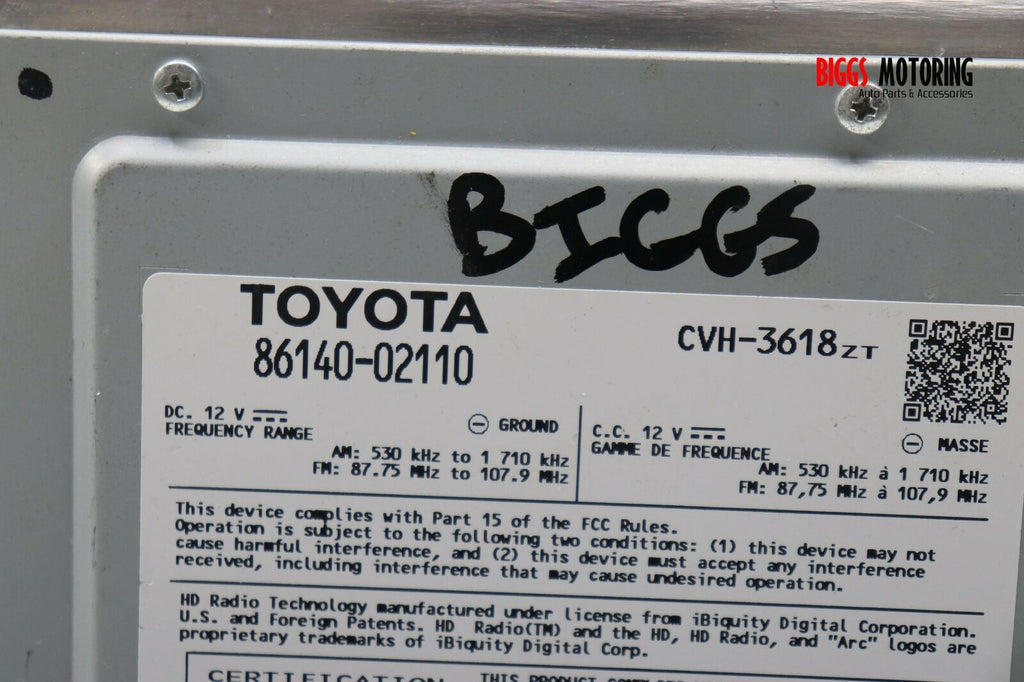 BIGGS MOTORING
Auto Parts & Accessories
BIGGS
TOYOTA
86140-02110
CVH-3618ZT
DC. 12 V
GROUND
FREQUENCY RANGE
AM: 530 kHz to 1 710 kHz
FM: 87.75 MHz to 107.9 MHz
C.C. 12 V
MASSE
GAMME DE FREQUENCE
AM: 530 kHz à 1 710 kHz
FM: 87,75 MHz à 107,9 MHz
This device complies with Part 15 of the FCC Rules.
Operation is subject to the following two conditions: (1) this device may not
cause harmful interference, and (2) this device must accept any interference
received, including interference that may cause undesired operation.
HD Radio Technology manufactured under license from iBiquity Digital Corporation.
U.S. and Foreign Patents. HD Radio(TM) and the HD, HD Radio, and "Arc" logos are
proprietary trademarks of iBiquity Digital Corp.
CERTIFICATION
THIS PRODUCT